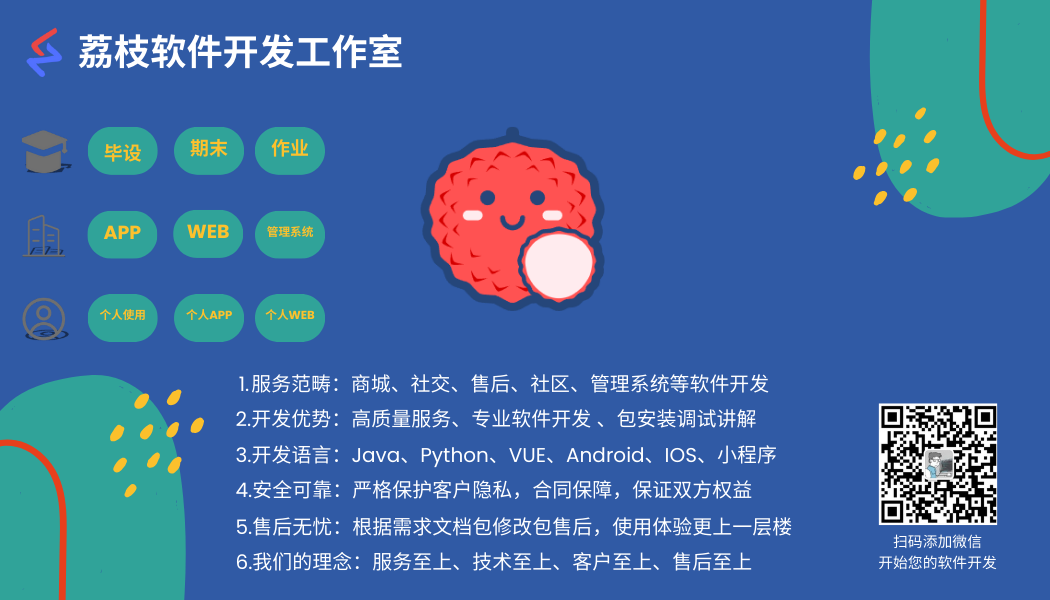 荔枝软件开发工作室
毕设 期末 作业
APP WEB 管理系统
个人使用 个人APP 个人WEB
1.服务范畴：商城、社交、售后、社区、管理系统等软件开发
2.开发优势：高质量服务、专业软件开发 、包安装调试讲解
3.开发语言：Java、Python、VUE、Android、IOS、小程序
4.安全可靠：严格保护客户隐私，合同保障，保证双方权益
5.售后无忧：根据需求文档包修改包售后，使用体验更上一层楼
6.我们的理念：服务至上、技术至上、客户至上、售后至上
扫码添加微信
开始您的软件开发